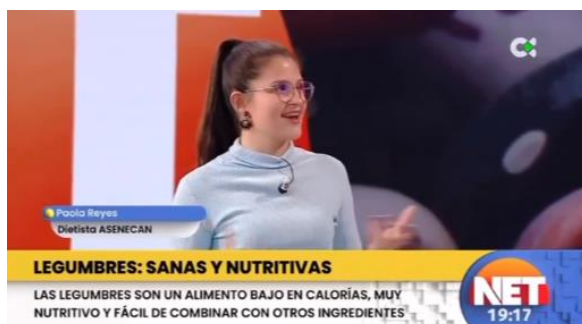 Paola Reyes
Dietista ASENECAN
LEGUMBRES: SANAS Y NUTRITIVAS
LAS LEGUMBRES SON UN ALIMENTO BAJO EN CALORÍAS, MUY
NUTRITIVO Y FÁCIL DE COMBINAR CON OTROS INGREDIENTES
NET
19:17